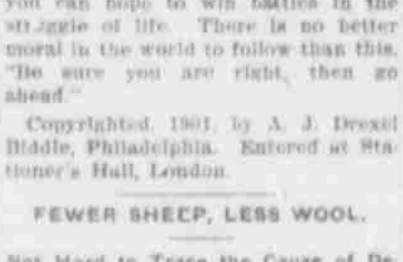 you can hope to win battles in the
struggle of life. There is no better
moral in the world to follow than this,
"Be sure you are right, then go
ahead."
Copyrighted, 1901, by A. J. Drexel
Biddle, Philadelphia. Entered at Sta-
tioner's Hall, London.
FEWER SHEEP, LESS WOOL.
Not Hard to Trace the Cause of De-